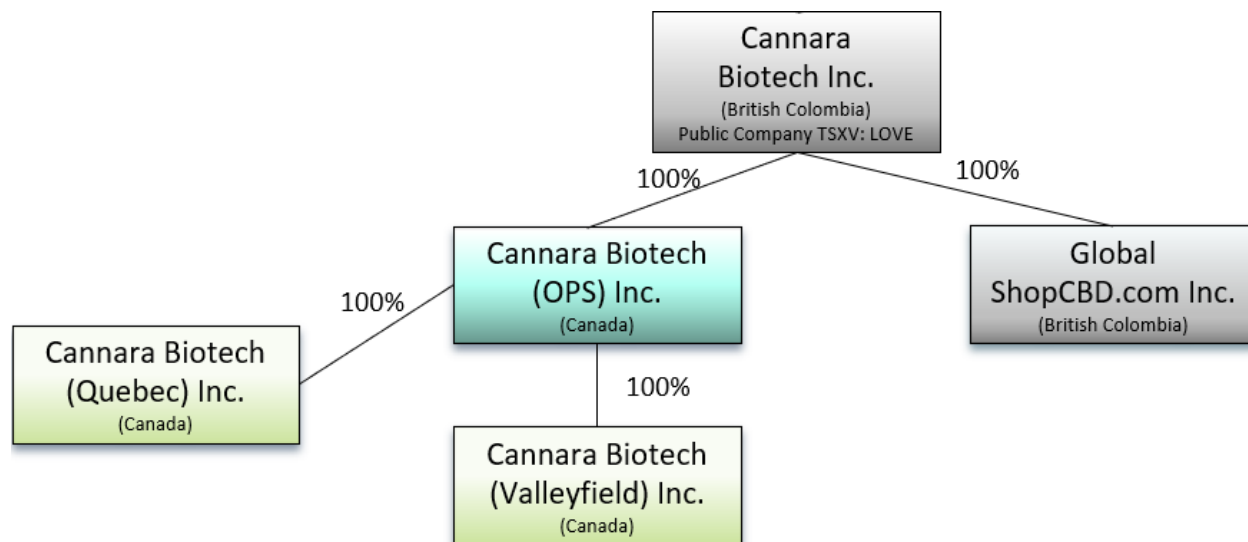 Cannara
Biotech Inc.
(British Colombia)
Public Company TSXV: LOVE
100%
100%
Cannara Biotech
(OPS) Inc.
(Canada)
Global
ShopCBD.com Inc.
(British Colombia)
100%
Cannara Biotech
(Quebec) Inc.
(Canada)
100%
Cannara Biotech
(Valleyfield) Inc.
(Canada)